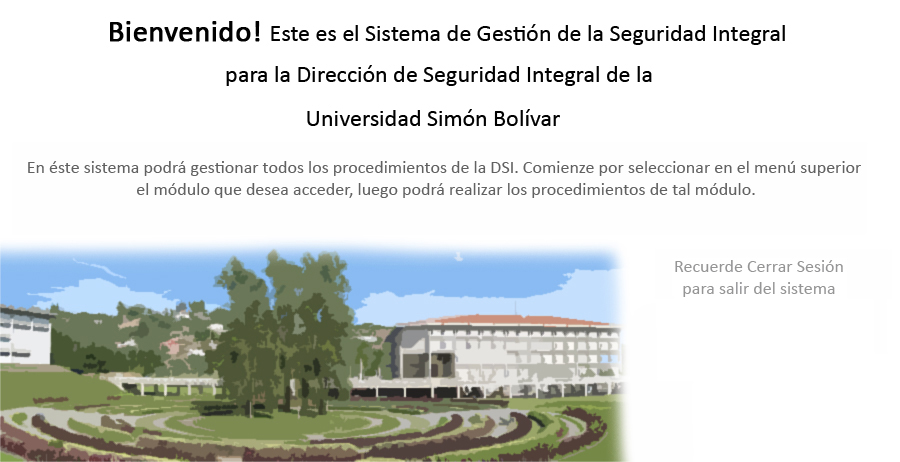 Bienvenido! Este es el Sistema de Gestión de la Seguridad Integral
para la Dirección de Seguridad Integral de la
Universidad Simón Bolívar
En éste sistema podrá gestionar todos los procedimientos de la DSI. Comienze por seleccionar en el menú superior
el módulo que desea acceder, luego podrá realizar los procedimientos de tal módulo.
Recuerde Cerrar Sesión
para salir del sistema